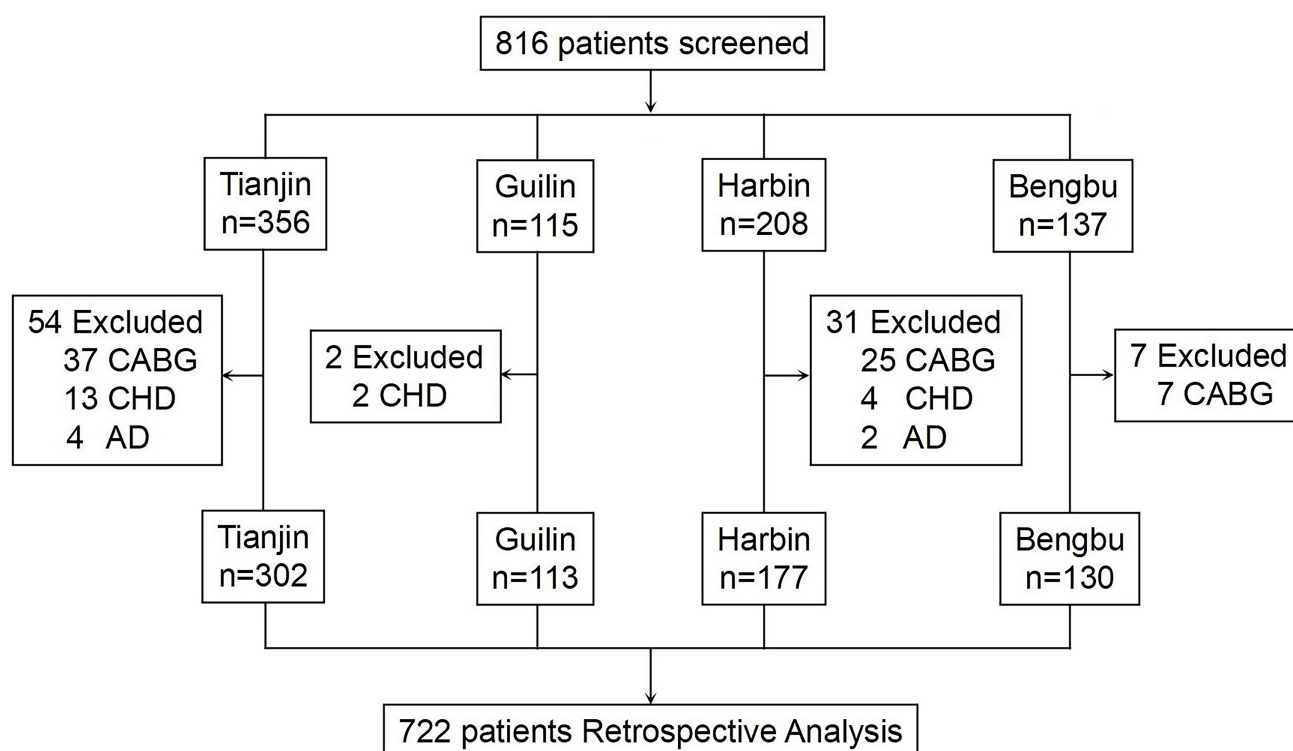 816 patients screened
Tianjin
n=356
Guilin
n=115
Harbin
n=208
Bengbu
n=137
54 Excluded
37 CABG
13 CHD
4 AD
2 Excluded
2 CHD
31 Excluded
25 CABG
4 CHD
2 AD
7 Excluded
7 CABG
Tianjin
n=302
Guilin
n=113
Harbin
n=177
Bengbu
n=130
722 patients Retrospective Analysis